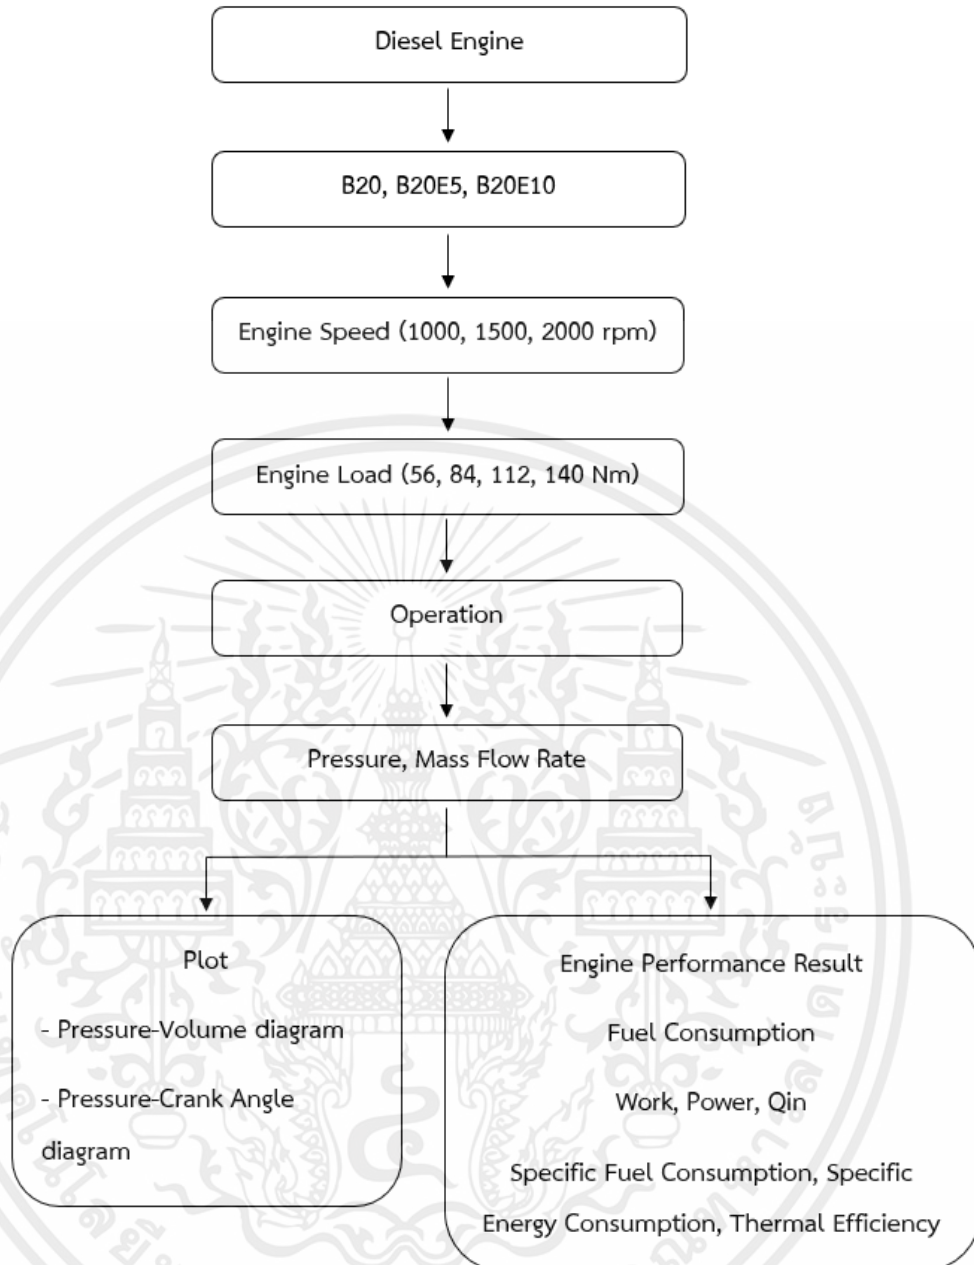 Diesel Engine
B20, B20E5, B20E10
Engine Speed (1000, 1500, 2000 rpm)
Engine Load (56, 84, 112, 140 Nm)
Operation
Pressure, Mass Flow Rate
Plot
- Pressure-Volume diagram
- Pressure-Crank Angle
diagram
Engine Performance Result
Fuel Consumption
Work, Power, Qin
Specific Fuel Consumption, Specific
Energy Consumption, Thermal Efficiency